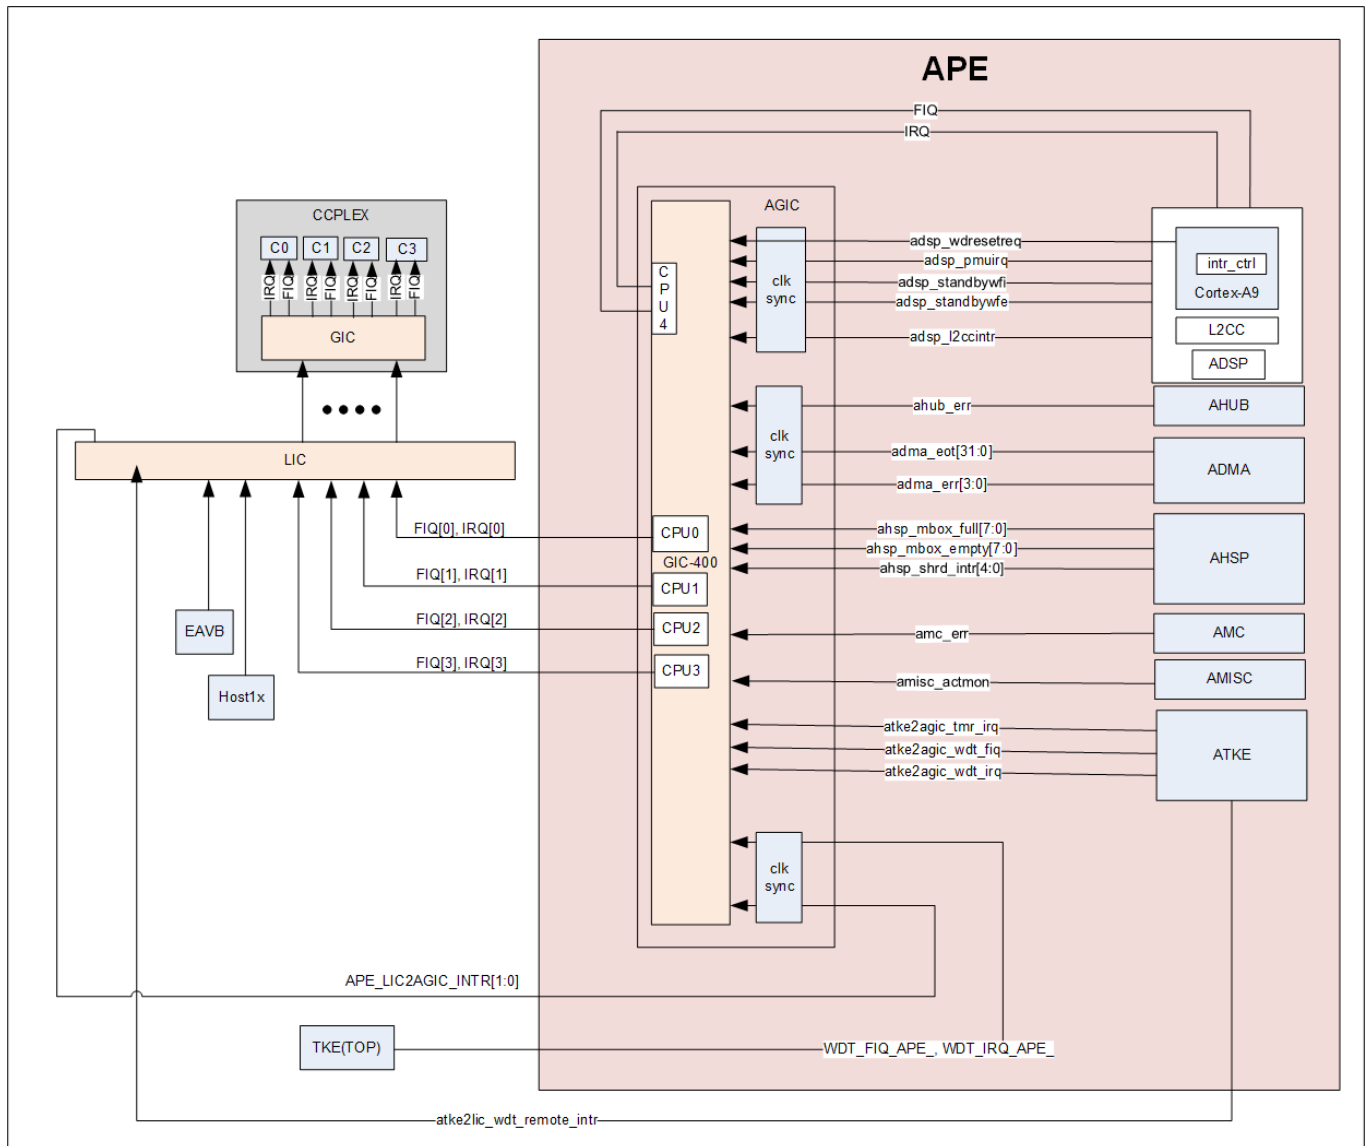 APE
FIQ
IRQ
AGIC
CCPLEX
C0 C1 C2 C3
IRQ FIQ IRQ FIQ IRQ FIQ IRQ FIQ
GIC
LIC
EAVB
Host1x
FIQ[0], IRQ[0]
FIQ[1], IRQ[1]
FIQ[2], IRQ[2]
FIQ[3], IRQ[3]
C
P
U
4
CPU0
GIC-400
CPU1
CPU2
CPU3
clk
sync
clk
sync
clk
sync
adsp_wdresetreq
adsp_pmuirq
adsp_standbywfi
adsp_standbywfe
adsp_l2ccintr
ahub_err
adma_eot[31:0]
adma_err[3:0]
ahsp_mbox_full[7:0]
ahsp_mbox_empty[7:0]
ahsp_shrd_intr[4:0]
amc_err
amisc_actmon
atke2agic_tmr_irq
atke2agic_wdt_fiq
atke2agic_wdt_irq
intr_ctrl
Cortex-A9
L2CC
ADSP
AHUB
ADMA
AHSP
AMC
AMISC
ATKE
APE_LIC2AGIC_INTR[1:0]
TKE(TOP)
WDT_FIQ_APE_, WDT_IRQ_APE_
atke2lic_wdt_remote_intr